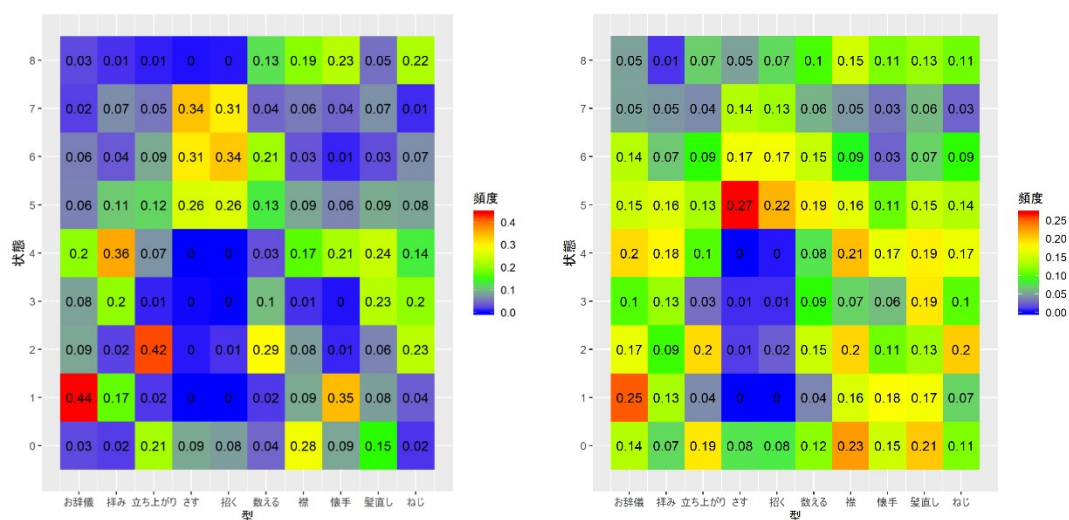 8 0.03 0.01 0.01 0 0 0.13 0.19 0.23 0.05 0.22
7 0.02 0.07 0.05 0.34 0.31 0.04 0.06 0.04 0.07 0.01
6 0.06 0.04 0.09 0.31 0.34 0.21 0.03 0.01 0.03 0.07
5 0.06 0.11 0.12 0.26 0.26 0.13 0.09 0.06 0.09 0.08
4 0.2 0.36 0.07 0 0 0.03 0.17 0.21 0.24 0.14
3 0.08 0.2 0.01 0 0 0.1 0.01 0 0.23 0.2
2 0.09 0.02 0.42 0 0.01 0.29 0.08 0.01 0.06 0.23
1 0.44 0.17 0.02 0 0 0.02 0.09 0.35 0.08 0.04
0 0.03 0.02 0.21 0.09 0.08 0.04 0.28 0.09 0.15 0.02
お辞儀 拝み 立ち上がり さす 招く 数える 襟 懐手 髪直し ねじ
型
状態
頻度
0.4
0.3
0.2
0.1
0.0
8 0.05 0.01 0.07 0.05 0.07 0.1 0.15 0.11 0.13 0.11
7 0.05 0.05 0.04 0.14 0.13 0.06 0.05 0.03 0.06 0.03
6 0.14 0.07 0.09 0.17 0.17 0.15 0.09 0.03 0.07 0.09
5 0.15 0.16 0.13 0.27 0.22 0.19 0.16 0.11 0.15 0.14
4 0.2 0.18 0.1 0 0 0.08 0.21 0.17 0.19 0.17
3 0.1 0.13 0.03 0.01 0.01 0.09 0.07 0.06 0.19 0.1
2 0.17 0.09 0.2 0.01 0.02 0.15 0.2 0.11 0.13 0.2
1 0.25 0.13 0.04 0 0 0.04 0.16 0.18 0.17 0.07
0 0.14 0.07 0.19 0.08 0.08 0.12 0.23 0.15 0.21 0.11
お辞儀 拝み 立ち上がり さす 招く 数える 襟 懐手 髪直し ねじ
型
状態
頻度
0.25
0.20
0.15
0.10
0.05
0.00